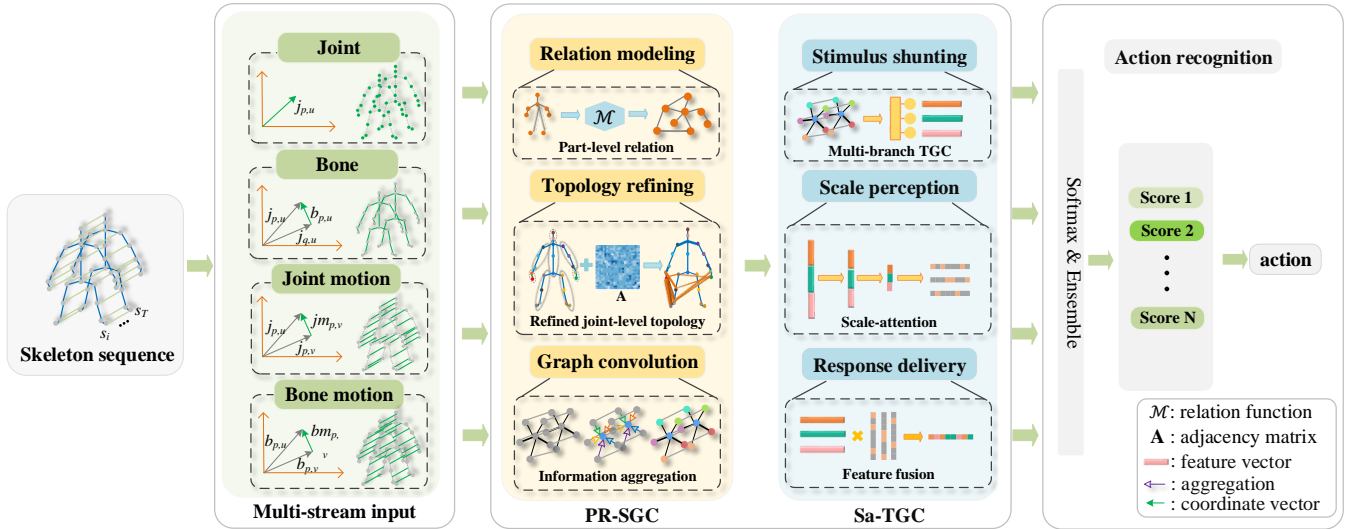 s_i
s_T
Skeleton sequence
Joint
j_{p,u}
Bone
j_{p,u}
b_{p,u}
j_{q,u}
Joint motion
j_{p,u}
jm_{p,v}
j_{p,v}
Bone motion
b_{p,u}
bm_{p,
v}
b_{p,v}
Multi-stream input
Relation modeling
ℳ
Part-level relation
Topology refining
A
Refined joint-level topology
Graph convolution
Information aggregation
PR-SGC
Stimulus shunting
Multi-branch TGC
Scale perception
Scale-attention
Response delivery
Feature fusion
Sa-TGC
Softmax & Ensemble
Action recognition
Score 1
Score 2
Score N
action
ℳ: relation function
A : adjacency matrix
: feature vector
: aggregation
: coordinate vector